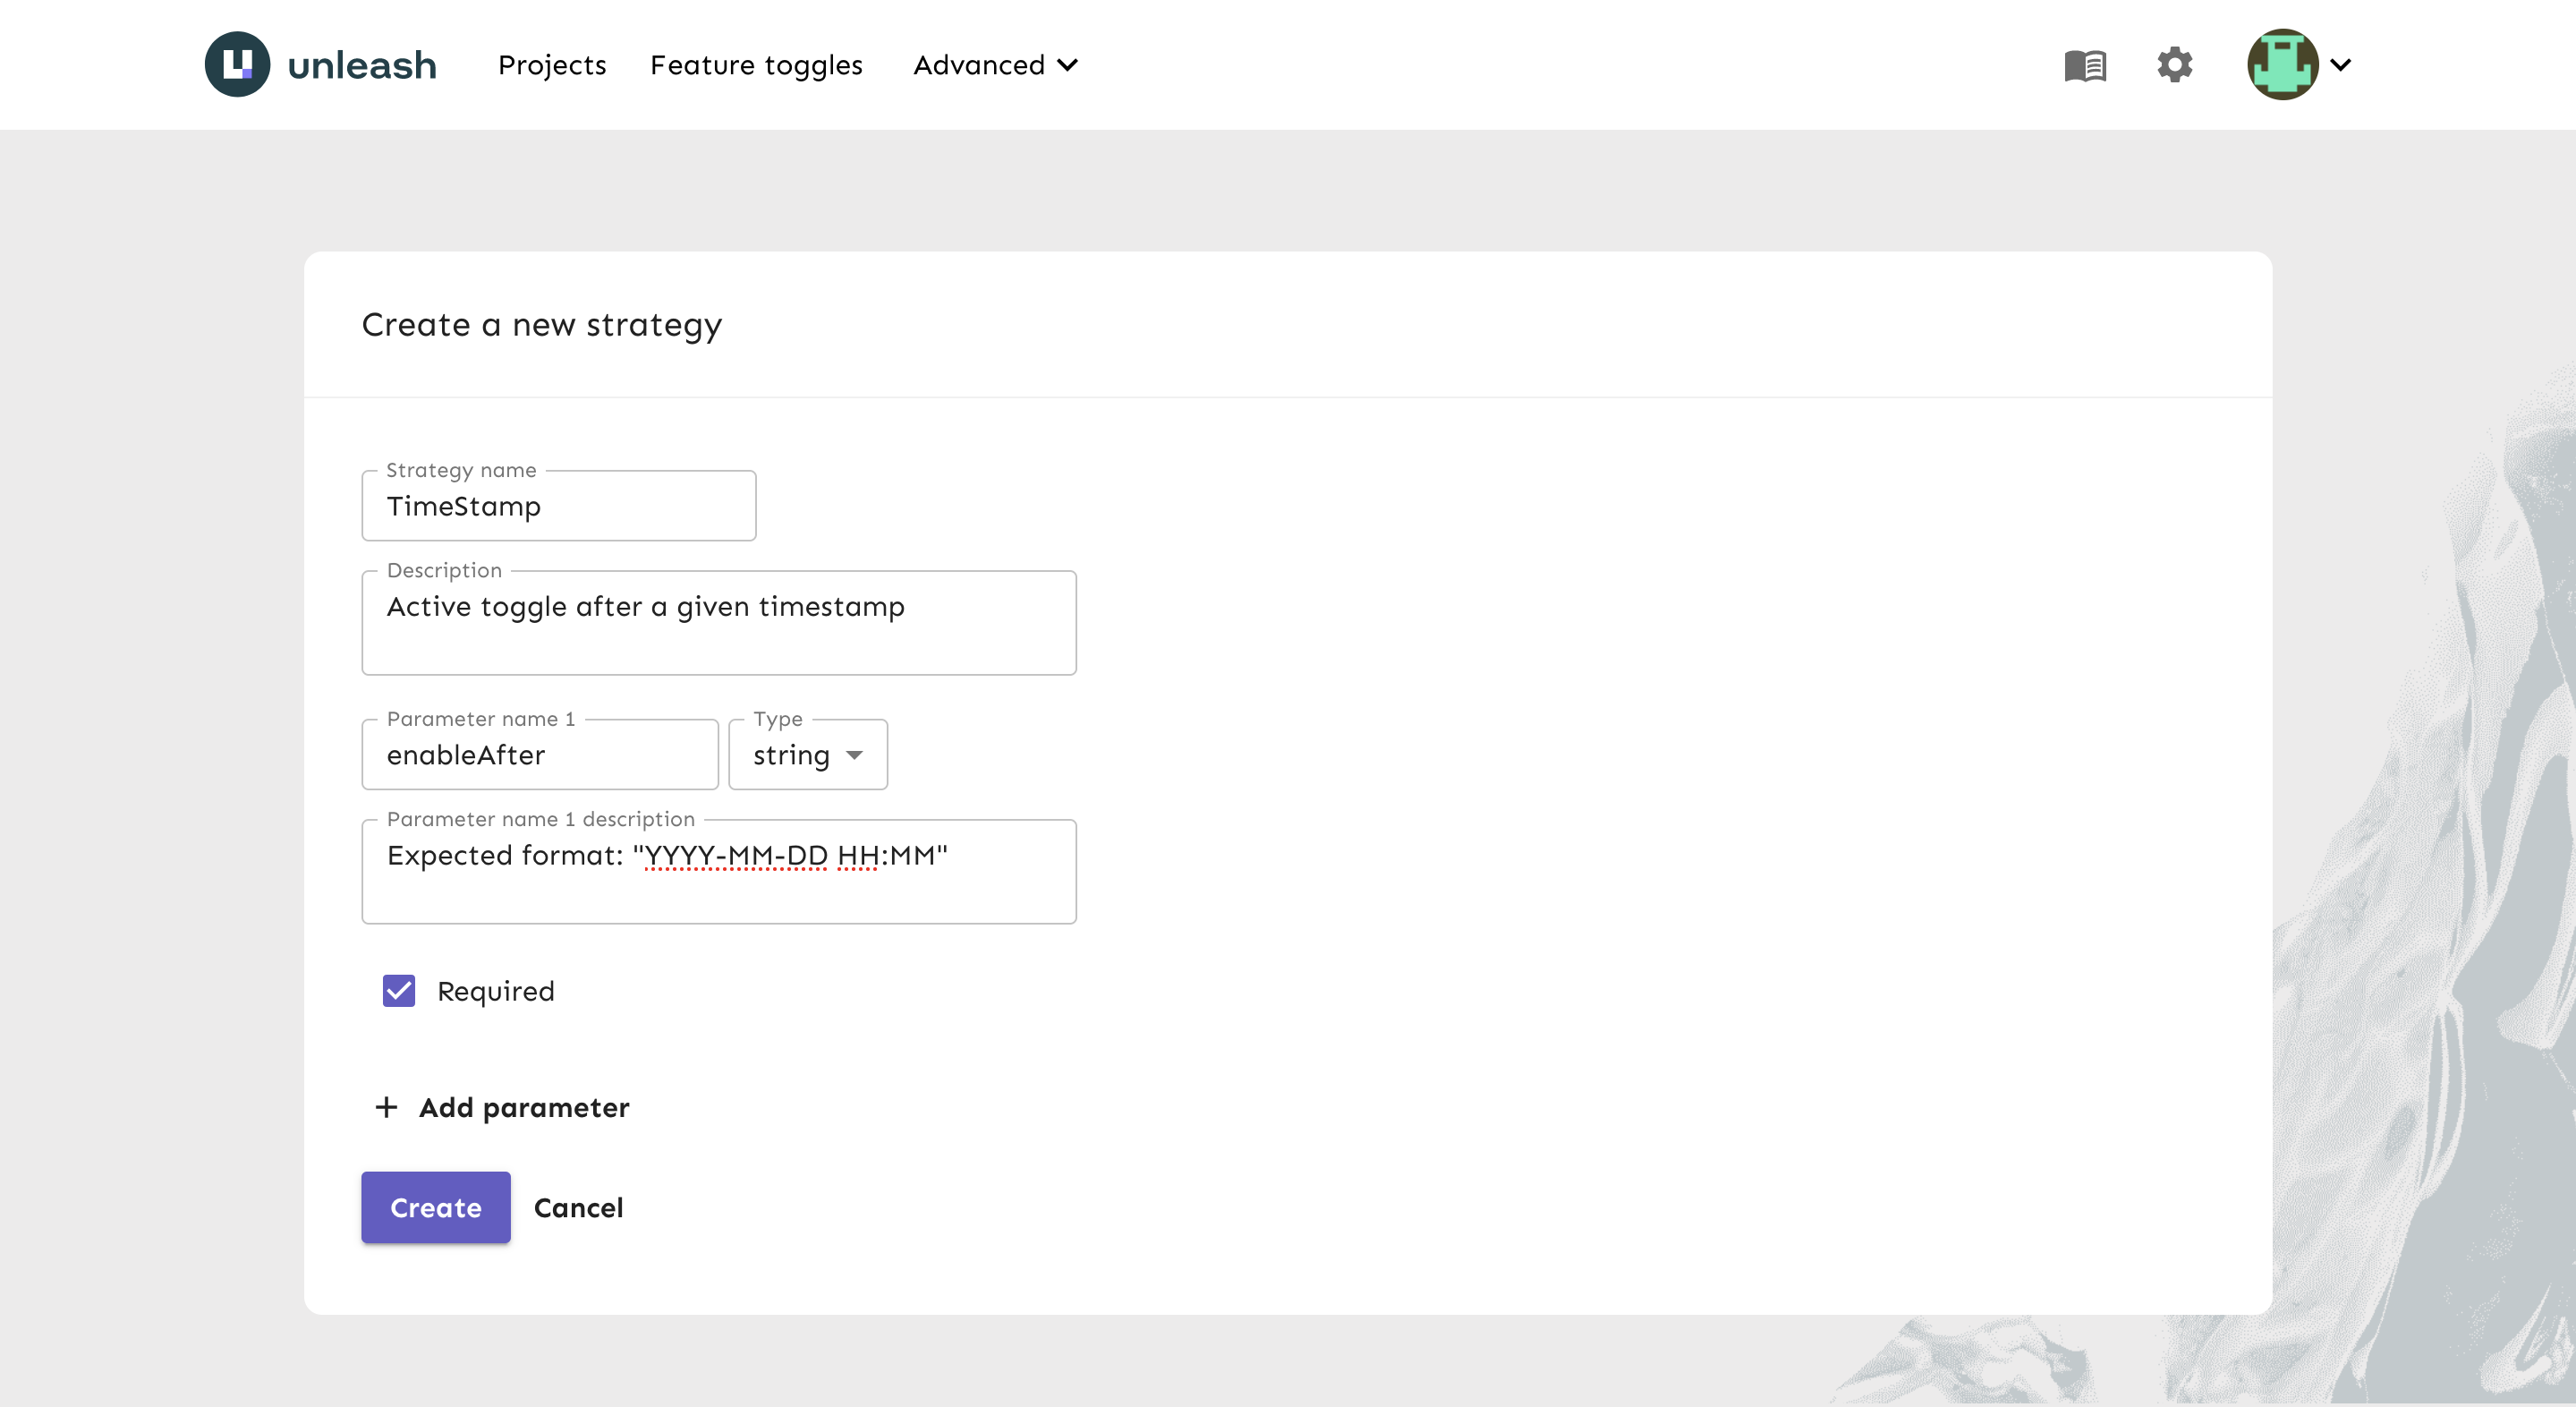 unleash Projects Feature toggles Advanced
Create a new strategy
Strategy name
TimeStamp
Description
Active toggle after a given timestamp
Parameter name 1 Type
enableAfter string
Parameter name 1 description
Expected format: "YYYY-MM-DD HH:MM"
Required
+ Add parameter
Create Cancel